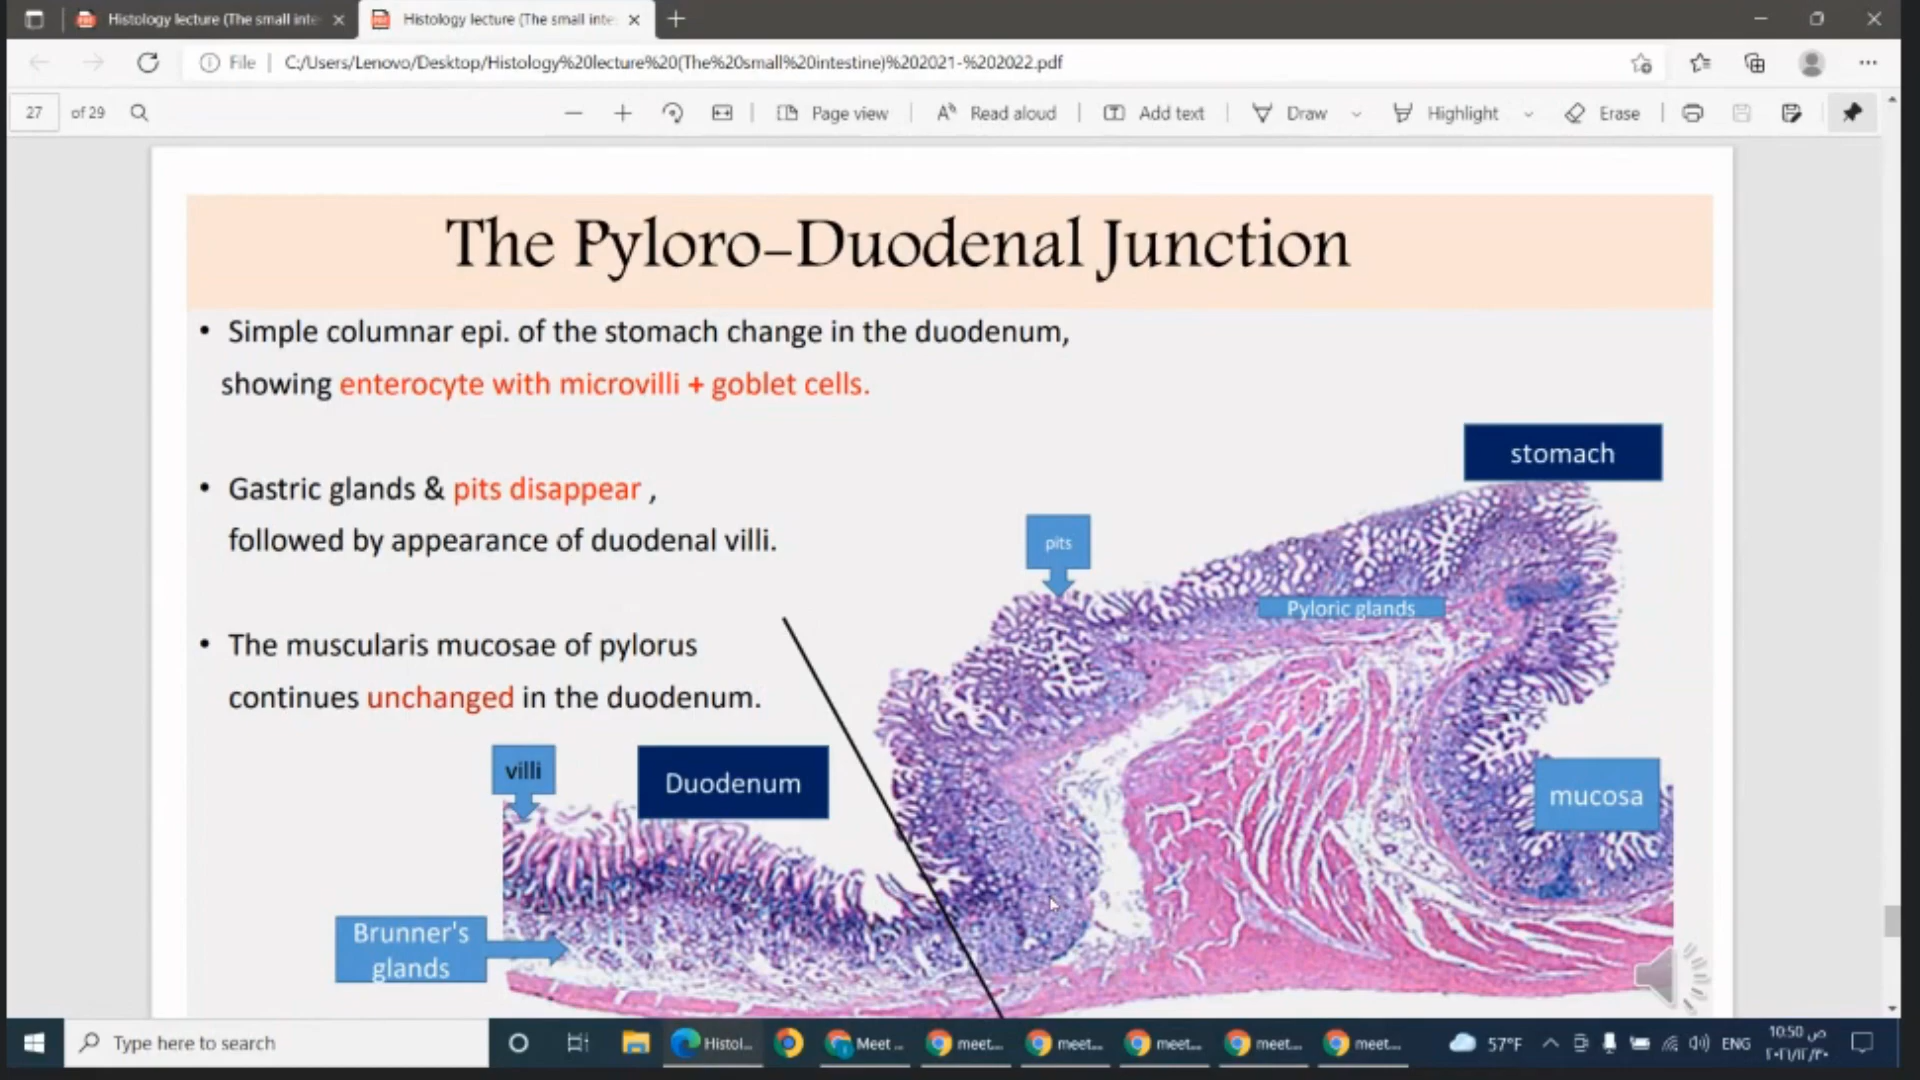 Histology lecture (The small inte
Histology lecture (The small inte
File
C:/Users/Lenovo/Desktop/Histology%20lecture%20(The%20small%20intestine)%202021-%202022.pdf
27 of 29
Page view
Read aloud
Add text
Draw
Highlight
Erase
The Pyloro-Duodenal Junction
• Simple columnar epi. of the stomach change in the duodenum,
showing enterocyte with microvilli + goblet cells.
stomach
• Gastric glands & pits disappear ,
followed by appearance of duodenal villi.
pits
Pyloric glands
• The muscularis mucosae of pylorus
continues unchanged in the duodenum.
villi
Duodenum
mucosa
Brunner's
glands
Type here to search
Histol...
Meet ...
meet...
meet...
meet...
meet...
meet...
57°F
ENG
10:50 ص